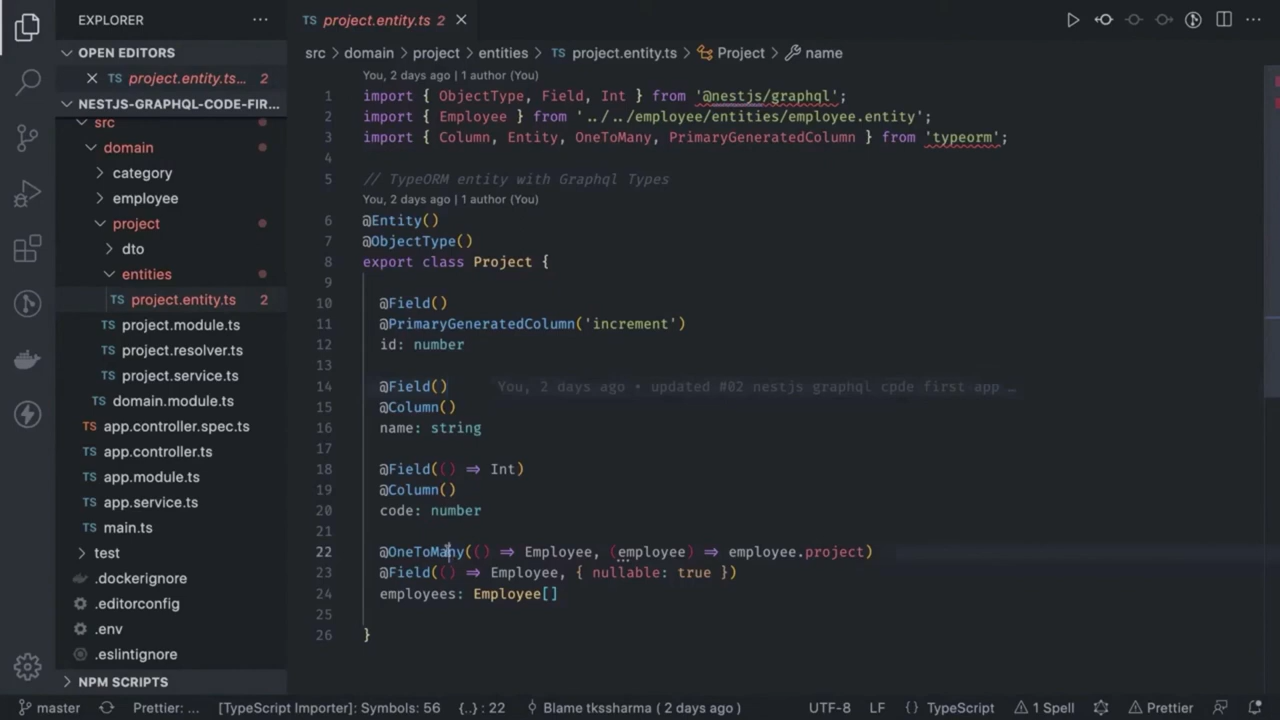 EXPLORER
OPEN EDITORS
TS project.entity.ts... 2
NESTJS-GRAPHQL-CODE-FIR...
src
domain
category
employee
project
dto
entities
TS project.entity.ts 2
TS project.module.ts
TS project.resolver.ts
TS project.service.ts
TS domain.module.ts
TS app.controller.spec.ts
TS app.controller.ts
TS app.module.ts
TS app.service.ts
TS main.ts
test
.dockerignore
.editorconfig
.env
.eslintignore
NPM SCRIPTS
TS project.entity.ts 2
src > domain > project > entities > TS project.entity.ts > Project > name
You, 2 days ago | 1 author (You)
1 import { ObjectType, Field, Int } from '@nestjs/graphql';
2 import { Employee } from '../../employee/entities/employee.entity';
3 import { Column, Entity, OneToMany, PrimaryGeneratedColumn } from 'typeorm';
4
5 // TypeORM entity with Graphql Types
You, 2 days ago | 1 author (You)
6 @Entity()
7 @ObjectType()
8 export class Project {
9
10 @Field()
11 @PrimaryGeneratedColumn('increment')
12 id: number
13
14 @Field() You, 2 days ago • updated #02 nestjs graphql cpde first app …
15 @Column()
16 name: string
17
18 @Field(() => Int)
19 @Column()
20 code: number
21
22 @OneToMany(() => Employee, (employee) => employee.project)
23 @Field(() => Employee, { nullable: true })
24 employees: Employee[]
25
26 }
master Prettier: ... [TypeScript Importer]: Symbols: 56 {..} : 22 Blame tkssharma ( 2 days ago ) UTF-8 LF {} TypeScript 1 Spell Prettier